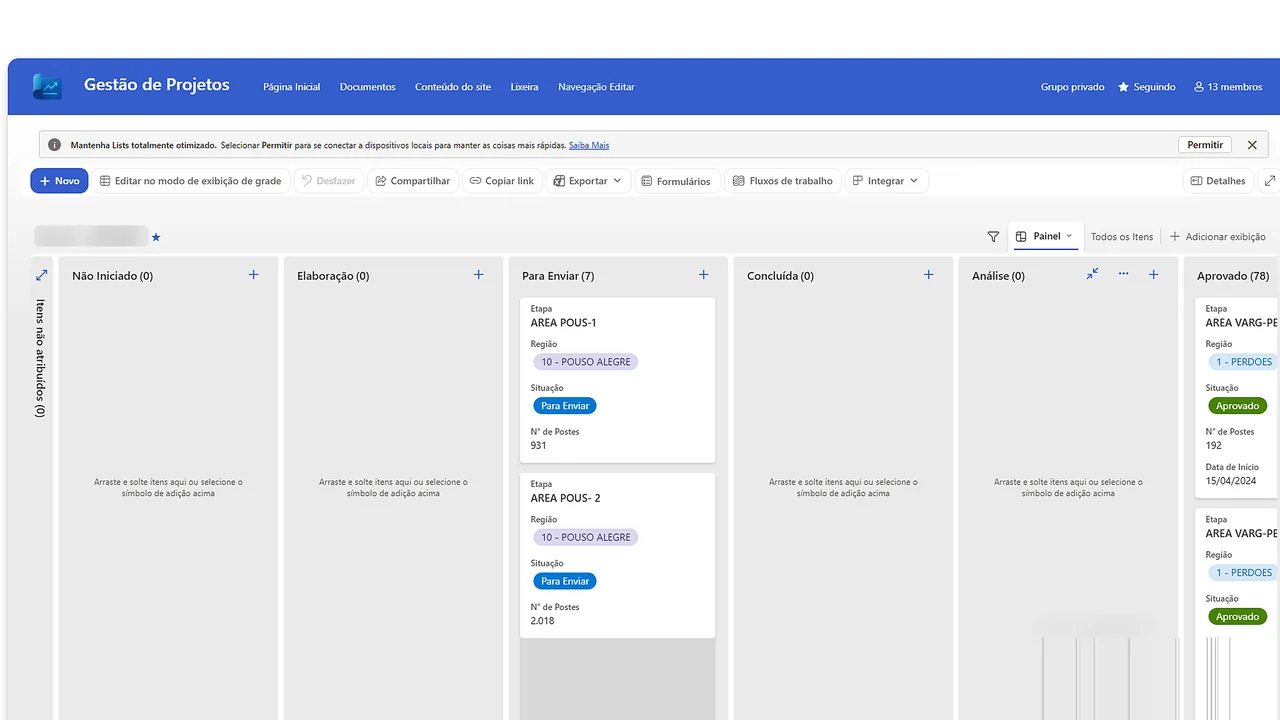 Gestão de Projetos
Página Inicial
Documentos
Conteúdo do site
Lixeira
Navegação Editar
Grupo privado
Seguindo
13 membros
Mantenha Lists totalmente otimizado. Selecionar Permitir para se conectar a dispositivos locais para manter as coisas mais rápidas. Saiba Mais
Permitir
Novo
Editar no modo de exibição de grade
Desfazer
Compartilhar
Copiar link
Exportar
Formulários
Fluxos de trabalho
Integrar
Detalhes
Painel
Todos os Itens
Adicionar exibição
Itens não atribuídos (0)
Não Iniciado (0)
Arraste e solte itens aqui ou selecione o
símbolo de adição acima
Elaboração (0)
Arraste e solte itens aqui ou selecione o
símbolo de adição acima
Para Enviar (7)
Etapa
AREA POUS-1
Região
10 - POUSO ALEGRE
Situação
Para Enviar
N° de Postes
931
Etapa
AREA POUS- 2
Região
10 - POUSO ALEGRE
Situação
Para Enviar
N° de Postes
2.018
Concluída (0)
Arraste e solte itens aqui ou selecione o
símbolo de adição acima
Análise (0)
Arraste e solte itens aqui ou selecione o
símbolo de adição acima
Aprovado (78)
Etapa
AREA VARG-PE
Região
1 - PERDOES
Situação
Aprovado
N° de Postes
192
Data de Início
15/04/2024
Etapa
AREA VARG-PE
Região
1 - PERDOES
Situação
Aprovado